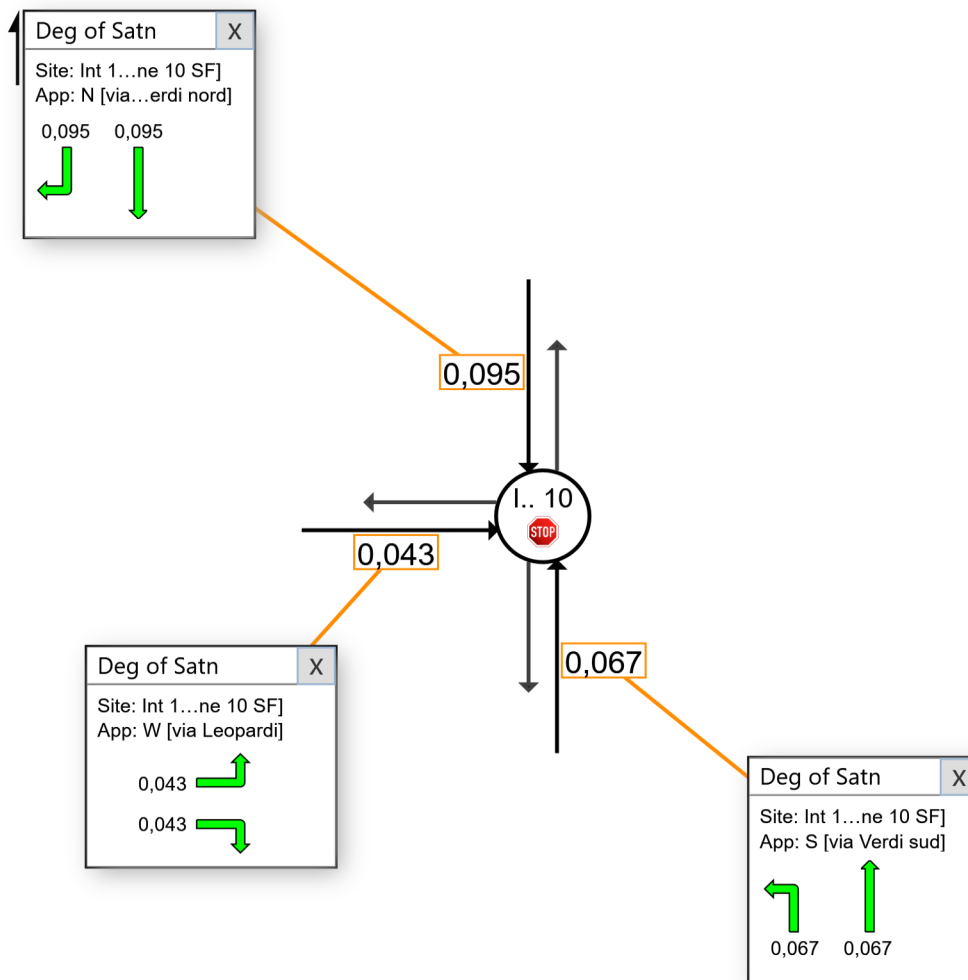 Deg of Satn X
Site: Int 1...ne 10 SF]
App: N [via...erdi nord]
0,095 0,095
0,095
I.. 10
STOP
0,043
0,067
Deg of Satn X
Site: Int 1...ne 10 SF]
App: W [via Leopardi]
0,043
0,043
Deg of Satn X
Site: Int 1...ne 10 SF]
App: S [via Verdi sud]
0,067 0,067